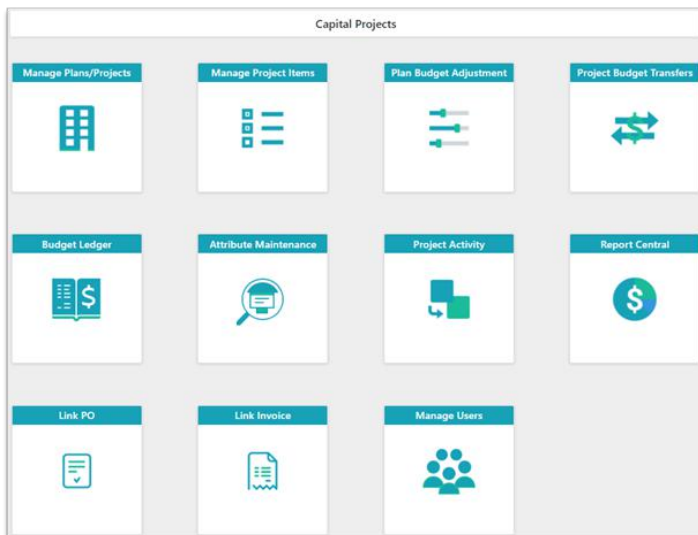 Capital Projects
Manage Plans/Projects
Manage Project Items
Plan Budget Adjustment
Project Budget Transfers
Budget Ledger
Attribute Maintenance
Project Activity
Report Central
Link PO
Link Invoice
Manage Users